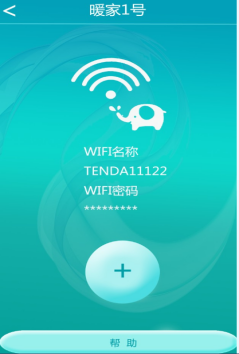 <
暖家1号
WIFI名称
TENDA11122
WIFI密码
*********
+
帮 助